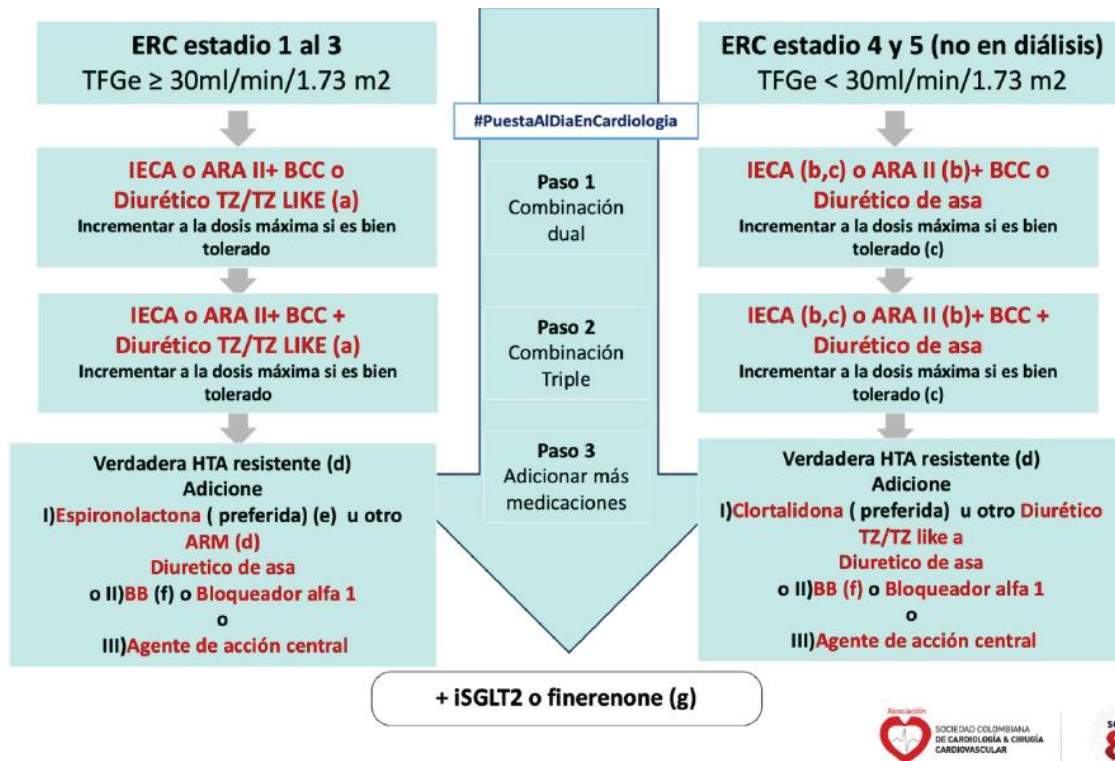 ERC estadio 1 al 3
TFGe ≥ 30ml/min/1.73 m2
IECA o ARA II+ BCC o
Diurético TZ/TZ LIKE (a)
Incrementar a la dosis máxima si es bien
tolerado
IECA o ARA II+ BCC +
Diurético TZ/TZ LIKE (a)
Incrementar a la dosis máxima si es bien
tolerado
Verdadera HTA resistente (d)
Adicione
I)Espironolactona ( preferida) (e) u otro
ARM (d)
Diuretico de asa
o II)BB (f) o Bloqueador alfa 1
o
III)Agente de acción central
#PuestaAlDiaEnCardiologia
Paso 1
Combinación
dual
Paso 2
Combinación
Triple
Paso 3
Adicionar más
medicaciones
ERC estadio 4 y 5 (no en diálisis)
TFGe < 30ml/min/1.73 m2
IECA (b,c) o ARA II (b)+ BCC o
Diurético de asa
Incrementar a la dosis máxima si es bien
tolerado (c)
IECA (b,c) o ARA II (b)+ BCC +
Diurético de asa
Incrementar a la dosis máxima si es bien
tolerado (c)
Verdadera HTA resistente (d)
Adicione
I)Clortalidona ( preferida) u otro Diurético
TZ/TZ like a
Diuretico de asa
o II)BB (f) o Bloqueador alfa 1
o
III)Agente de acción central
+ iSGLT2 o finerenone (g)
Asociación
SOCIEDAD COLOMBIANA
DE CARDIOLOGÍA & CIRUGÍA
CARDIOVASCULAR